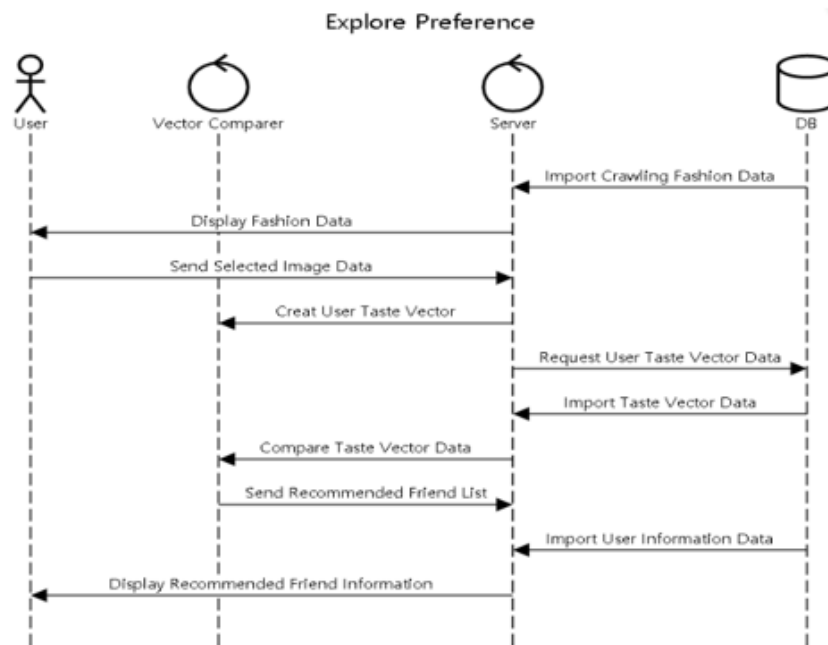 Explore Preference
User
Vector Comparer
Server
DB
Import Crawling Fashion Data
Display Fashion Data
Send Selected Image Data
Creat User Taste Vector
Request User Taste Vector Data
Import Taste Vector Data
Compare Taste Vector Data
Send Recommended Friend List
Import User Information Data
Display Recommended Friend Information